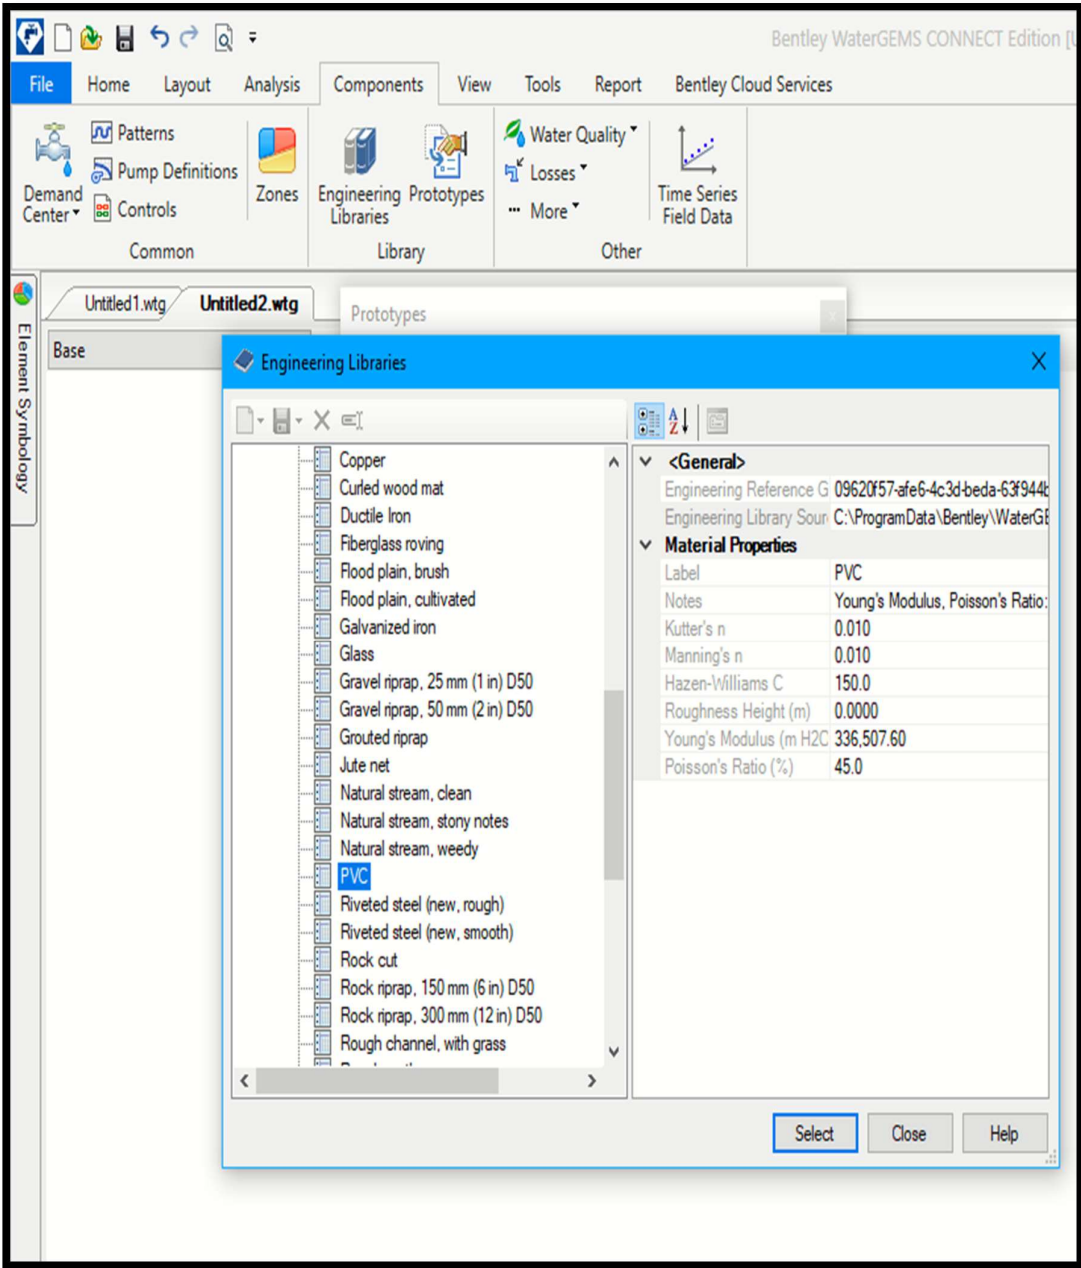 Bentley WaterGEMS CONNECT Edition [U
File Home Layout Analysis Components View Tools Report Bentley Cloud Services
Demand Center
Patterns
Pump Definitions
Controls
Zones
Common
Engineering Libraries
Prototypes
Library
Water Quality
Losses
More
Other
Time Series Field Data
Element Symbology
Untitled1.wtg Untitled2.wtg
Prototypes
Base
Engineering Libraries
Copper
Curled wood mat
Ductile Iron
Fiberglass roving
Flood plain, brush
Flood plain, cultivated
Galvanized iron
Glass
Gravel riprap, 25 mm (1 in) D50
Gravel riprap, 50 mm (2 in) D50
Grouted riprap
Jute net
Natural stream, clean
Natural stream, stony notes
Natural stream, weedy
PVC
Riveted steel (new, rough)
Riveted steel (new, smooth)
Rock cut
Rock riprap, 150 mm (6 in) D50
Rock riprap, 300 mm (12 in) D50
Rough channel, with grass
<General>
Engineering Reference G 09620f57-afe6-4c3d-beda-63f944b
Engineering Library Sour C:\ProgramData\Bentley\WaterGE
Material Properties
Label PVC
Notes Young's Modulus, Poisson's Ratio:
Kutter's n 0.010
Manning's n 0.010
Hazen-Williams C 150.0
Roughness Height (m) 0.0000
Young's Modulus (m H2C 336,507.60
Poisson's Ratio (%) 45.0
Select Close Help